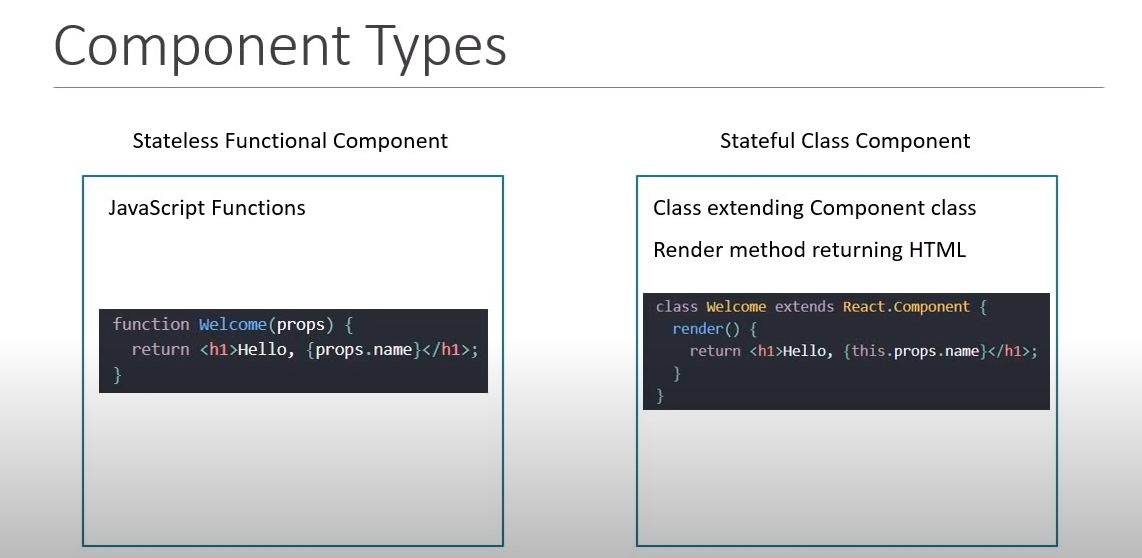 Component Types
Stateless Functional Component
JavaScript Functions
function Welcome(props) {
  return <h1>Hello, {props.name}</h1>;
}
Stateful Class Component
Class extending Component class
Render method returning HTML
class Welcome extends React.Component {
  render() {
    return <h1>Hello, {this.props.name}</h1>;
  }
}